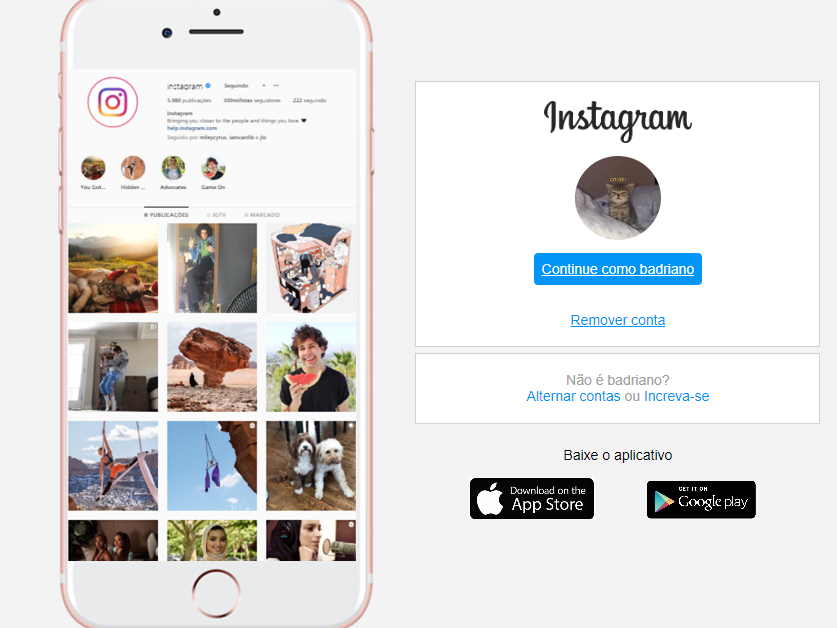 instagram Seguindo
5.980 publicações 320milhões seguidores 222 seguindo
Instagram
Bringing you closer to the people and things you love. ❤
help.instagram.com
Seguido por mileycyrus, iamcardib e jlo
You Got... Hidden ... Advocates Game On
PUBLICAÇÕES IGTV MARCADO
Instagram
Continue como badriano
Remover conta
Não é badriano?
Alternar contas ou Increva-se
Baixe o aplicativo
Download on the
App Store
GET IT ON
Google play